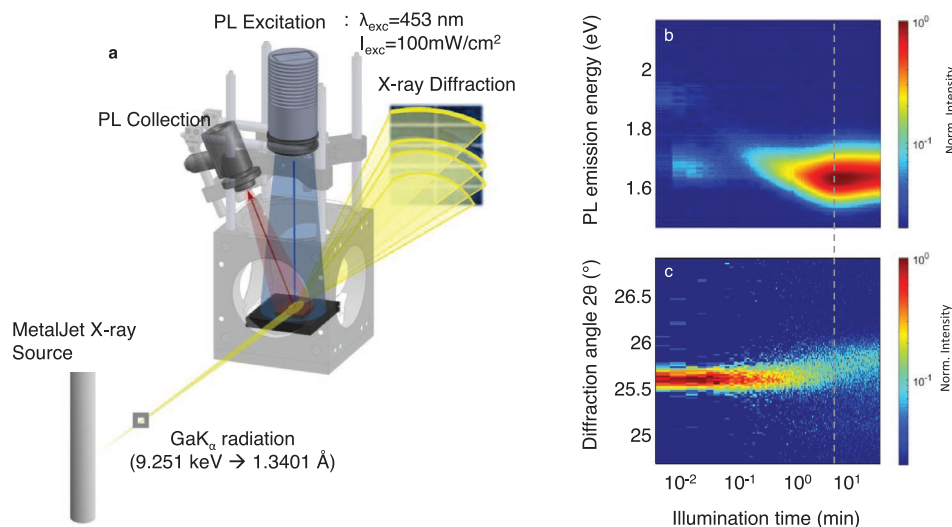 PL Excitation : λexc=453 nm
Iexc=100mW/cm²
a
X-ray Diffraction
PL Collection
MetalJet X-ray
Source
GaKα radiation
(9.251 keV → 1.3401 Å)
b
PL emission energy (eV)
2
1.8
1.6
10⁰
10⁻¹
Norm. Intensity
c
Diffraction angle 2θ (°)
26.5
26
25.5
25
10⁰
10⁻¹
Norm. Intensity
10⁻² 10⁻¹ 10⁰ 10¹
Illumination time (min)